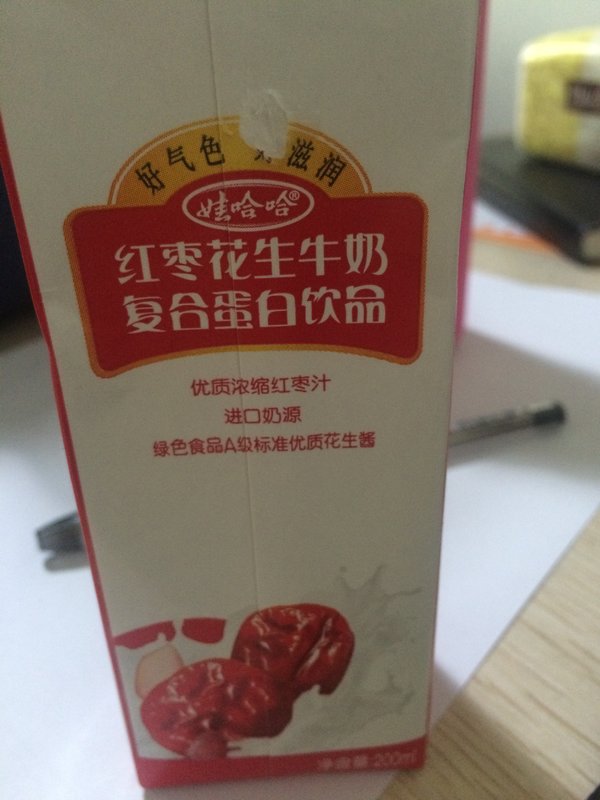 好气色 滋润
娃哈哈®
红枣花生牛奶
复合蛋白饮品
优质浓缩红枣汁
进口奶源
绿色食品A级标准优质花生酱
净含量:200ml